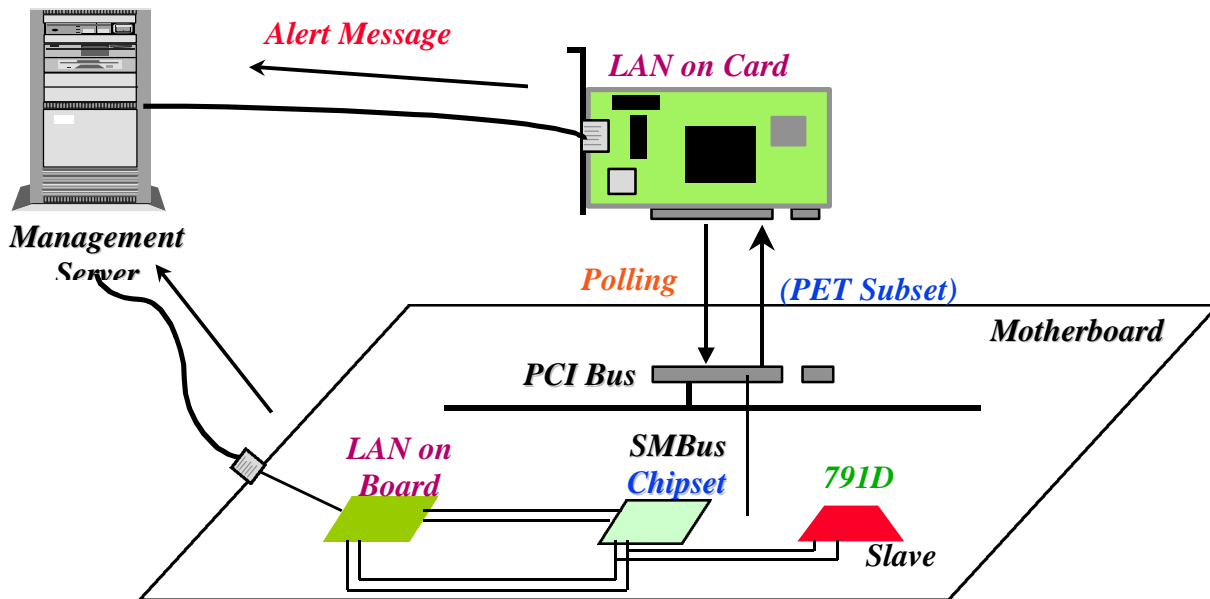 Alert Message
LAN on Card
Management
Server
Polling
(PET Subset)
Motherboard
PCI Bus
LAN on
Board
SMBus
Chipset
791D
Slave